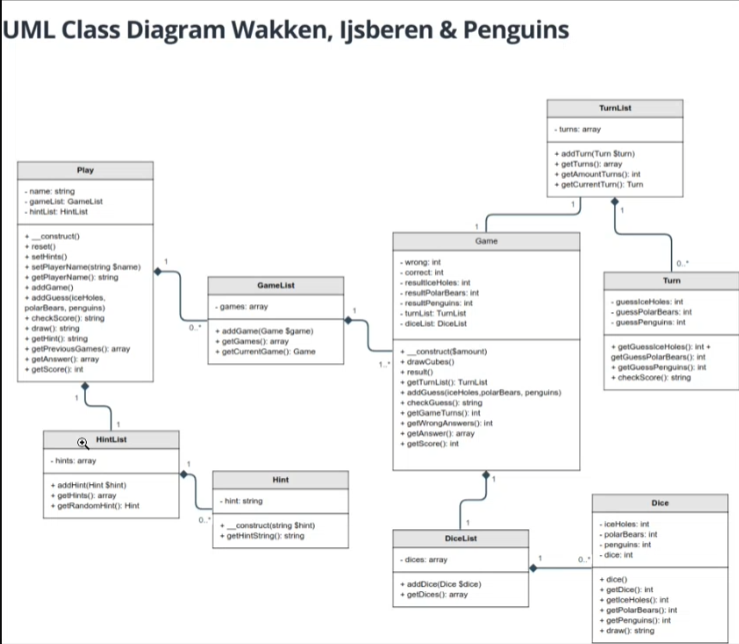 UML Class Diagram Wakken, Ijsberen & Penguins
TurnList
- turns: array
+ addTurn(Turn $turn)
+ getTurns(): array
+ getAmountTurns(): int
+ getCurrentTurn(): Turn
1
1
0..*
Play
- name: string
- gameList: GameList
- hintList: HintList
+ __construct()
+ reset()
+ setHints()
+ setPlayerName(string $name)
+ getPlayerName(): string
+ addGame()
+ addGuess(iceHoles,
polarBears, penguins)
+ checkScore(): string
+ draw(): string
+ getHint(): string
+ getPreviousGames(): array
+ getAnswer(): array
+ getScore(): int
1
0..*
1
1
GameList
- games: array
+ addGame(Game $game)
+ getGames(): array
+ getCurrentGame(): Game
1
1..*
1
Game
- wrong: int
- correct: int
- resultIceHoles: int
- resultPolarBears: int
- resultPenguins: int
- turnList: TurnList
- diceList: DiceList
+ __construct($amount)
+ drawCubes()
+ result()
+ getTurnList(): TurnList
+ addGuess(iceHoles,polarBears, penguins)
+ checkGuess(): string
+ getGameTurns(): int
+ getWrongAnswers(): int
+ getAnswer(): array
+ getScore(): int
1
1
Turn
- guessIceHoles: int
- guessPolarBears: int
- guessPenguins: int
+ getGuessIceHoles(): int +
getGuessPolarBears(): int
+ getGuessPenguins(): int
+ checkScore(): string
HintList
- hints: array
+ addHint(Hint $hint)
+ getHints(): array
+ getRandomHint(): Hint
1
0..*
Hint
- hint: string
+ __construct(string $hint)
+ getHintString(): string
DiceList
- dices: array
+ addDice(Dice $dice)
+ getDices(): array
1
0..*
Dice
- iceHoles: int
- polarBears: int
- penguins: int
- dice: int
+ dice()
+ getDice(): int
+ getIceHoles(): int
+ getPolarBears(): int
+ getPenguins(): int
+ draw(): string